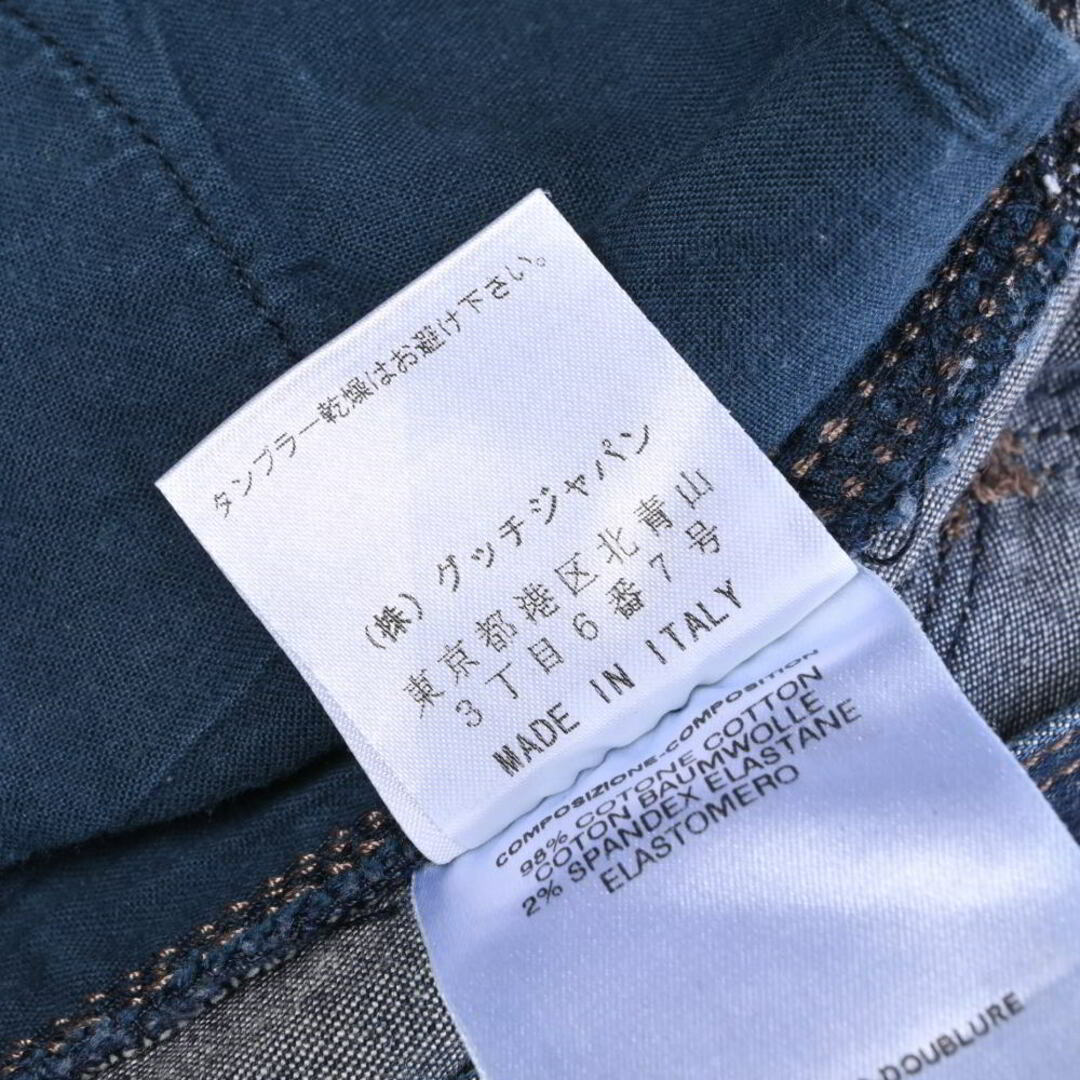 タンブラー乾燥はお避け下さい。
(株)グッチジャパン
東京都港区北青山
3丁目6番7号
MADE IN ITALY
COMPOSIZIONE-COMPOSITION
98% COTONE COTTON
COTON BAUMWOLLE
2% SPANDEX ELASTANE
ELASTOMERO
DOUBLURE